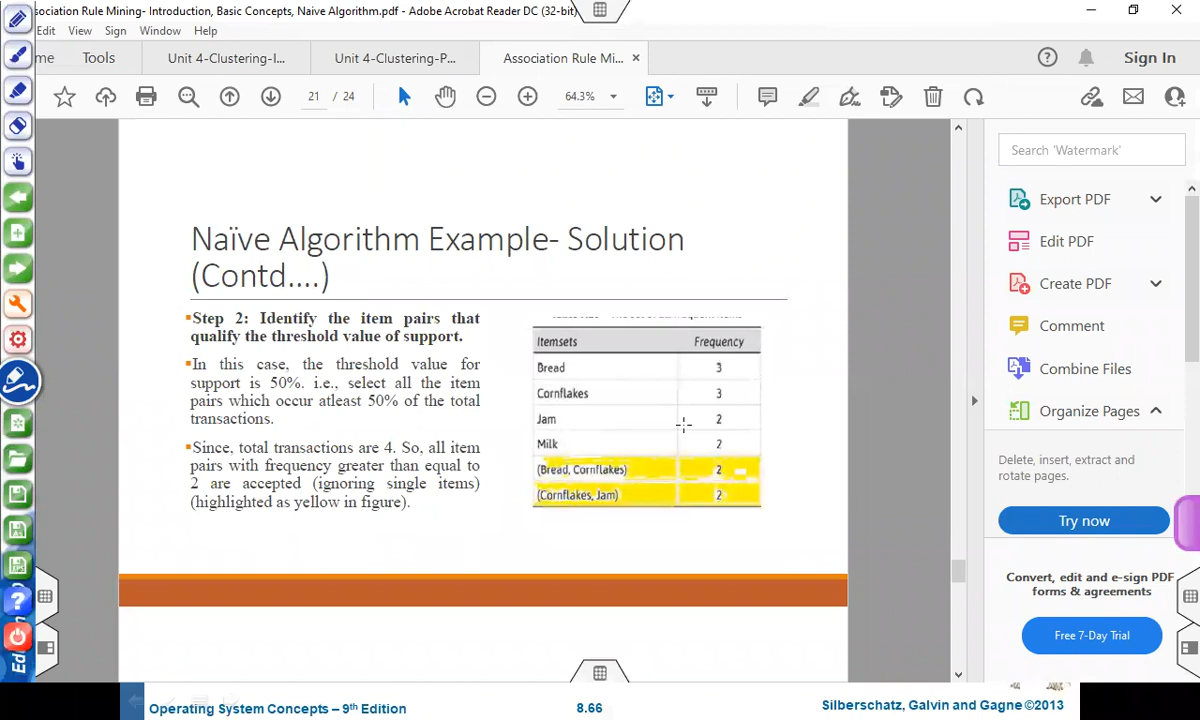 sociation Rule Mining- Introduction, Basic Concepts, Naive Algorithm.pdf - Adobe Acrobat Reader DC (32-bit)
Edit View Sign Window Help
me Tools Unit 4-Clustering-I... Unit 4-Clustering-P... Association Rule Mi... × Sign In
21 / 24 64.3%
Search 'Watermark'
Export PDF
Edit PDF
Create PDF
Comment
Combine Files
Organize Pages
Delete, insert, extract and
rotate pages.
Try now
Convert, edit and e-sign PDF
forms & agreements
Free 7-Day Trial
Naïve Algorithm Example- Solution
(Contd....)
Step 2: Identify the item pairs that
qualify the threshold value of support.
In this case, the threshold value for
support is 50%. i.e., select all the item
pairs which occur atleast 50% of the total
transactions.
Since, total transactions are 4. So, all item
pairs with frequency greater than equal to
2 are accepted (ignoring single items)
(highlighted as yellow in figure).
Itemsets Frequency
Bread 3
Cornflakes 3
Jam 2
Milk 2
(Bread, Cornflakes) 2
(Cornflakes, Jam) 2
Operating System Concepts – 9th Edition 8.66 Silberschatz, Galvin and Gagne ©2013